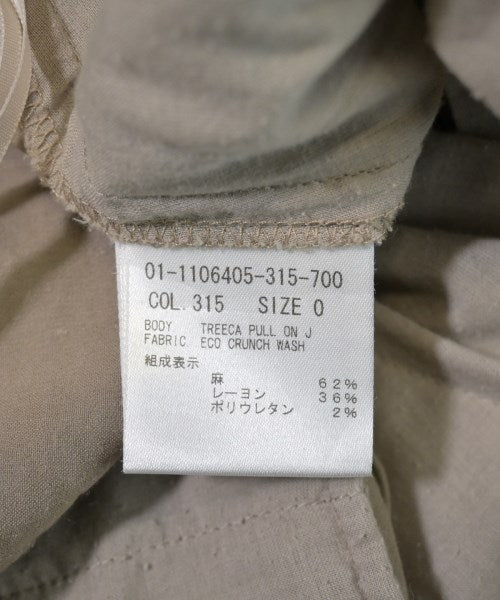 01-1106405-315-700
COL. 315 SIZE 0
BODY TREECA PULL ON J
FABRIC ECO CRUNCH WASH
組成表示
麻 62%
レーヨン 36%
ポリウレタン 2%